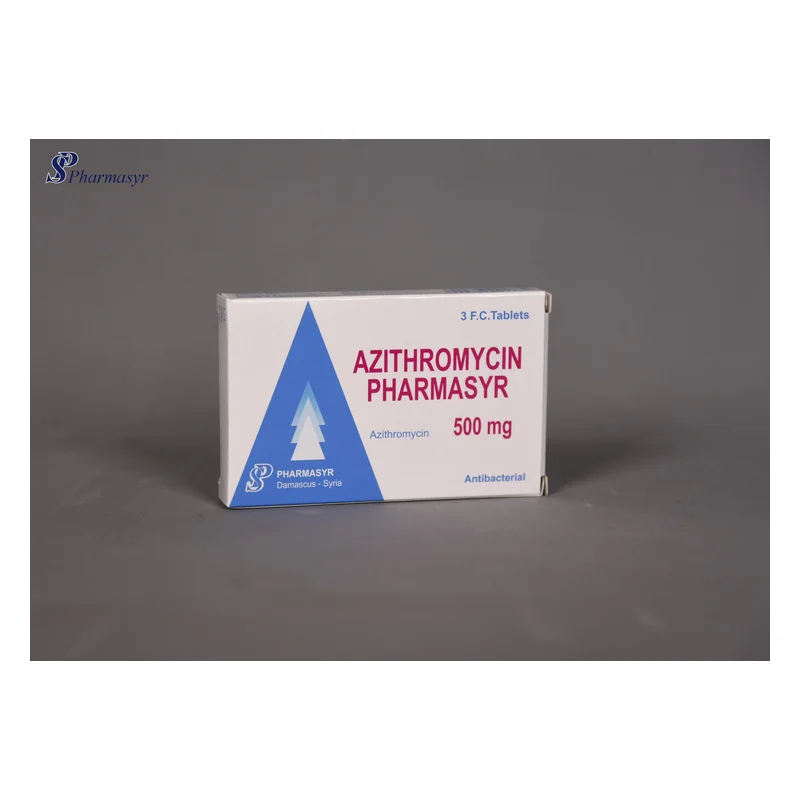 Pharmasyr
3 F.C.Tablets
AZITHROMYCIN
PHARMASYR
Azithromycin 500 mg
PHARMASYR
Damascus - Syria
Antibacterial